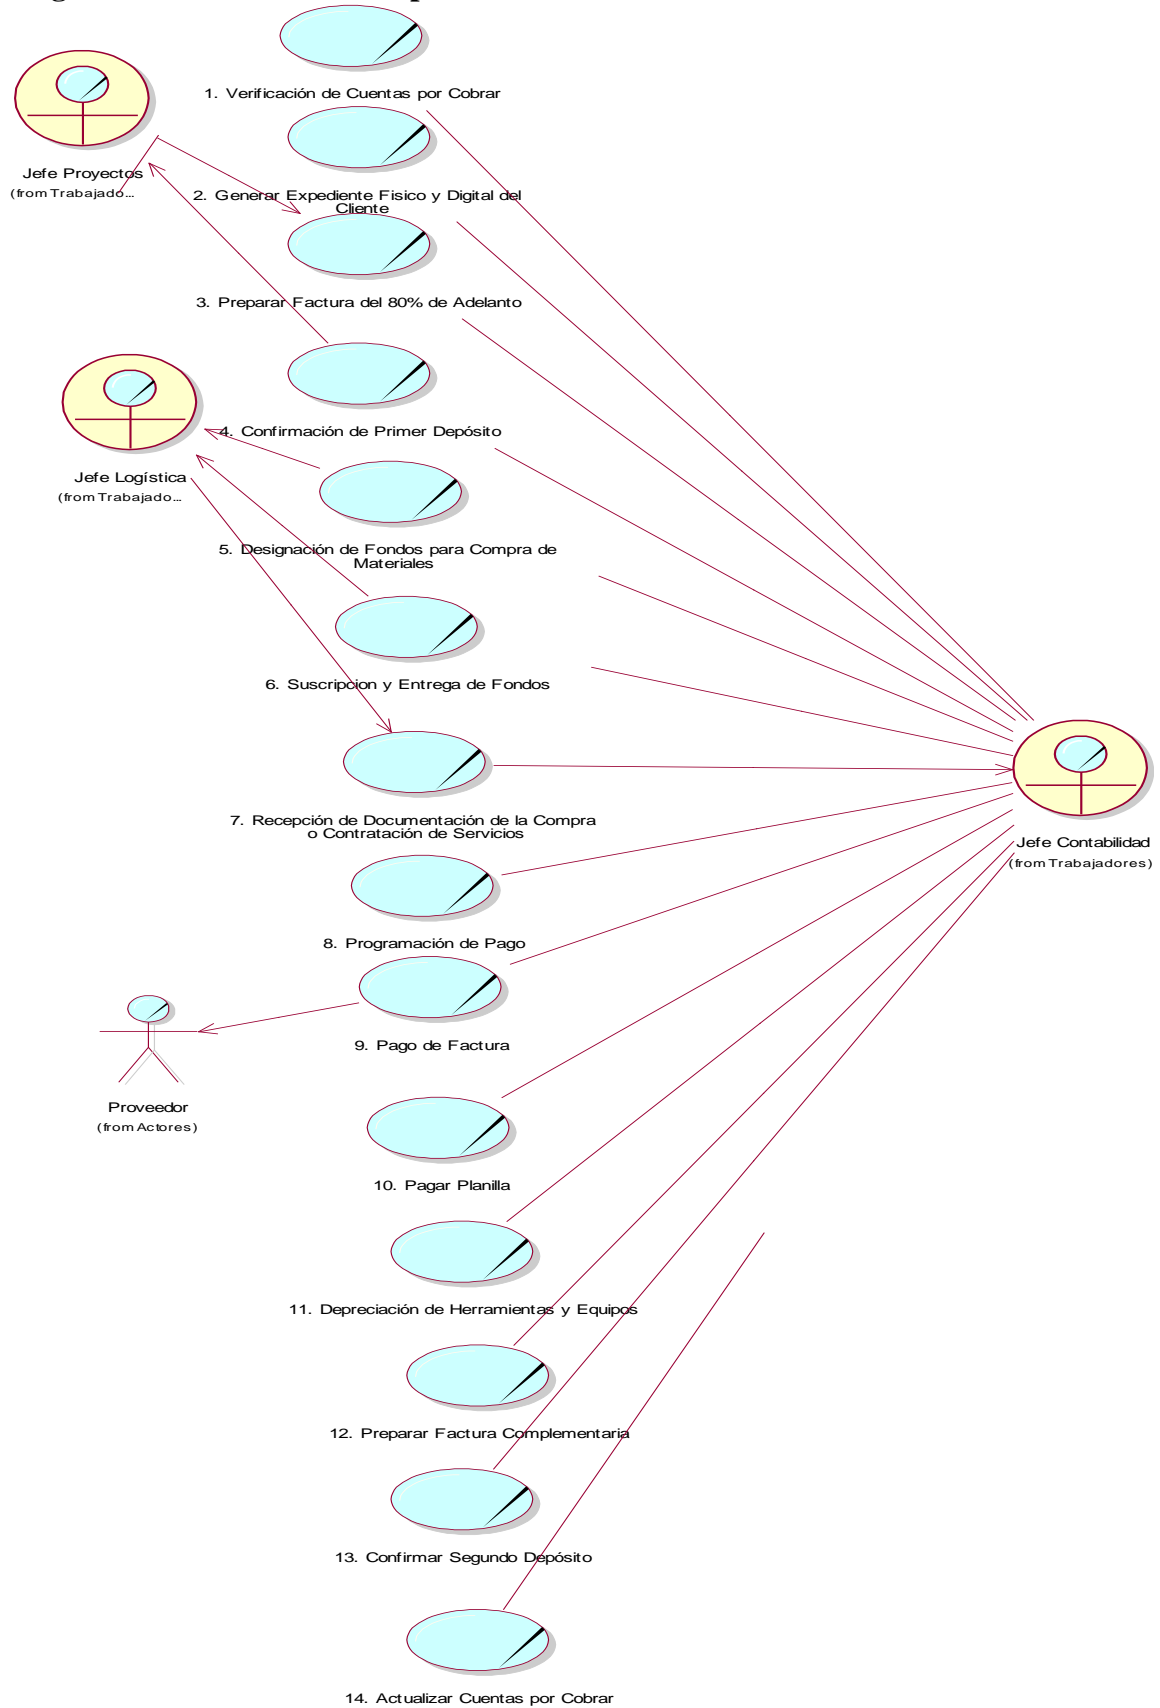 1. Verificación de Cuentas por Cobrar
Jefe Proyectos
(from Trabajado...
2. Generar Expediente Fisico y Digital del
Cliente
3. Preparar Factura del 80% de Adelanto
4. Confirmación de Primer Depósito
Jefe Logística
(from Trabajado...
5. Designación de Fondos para Compra de
Materiales
6. Suscripcion y Entrega de Fondos
7. Recepción de Documentación de la Compra
o Contratación de Servicios
Jefe Contabilidad
(from Trabajadores)
8. Programación de Pago
9. Pago de Factura
Proveedor
(from Actores)
10. Pagar Planilla
11. Depreciación de Herramientas y Equipos
12. Preparar Factura Complementaria
13. Confirmar Segundo Depósito
14. Actualizar Cuentas por Cobrar